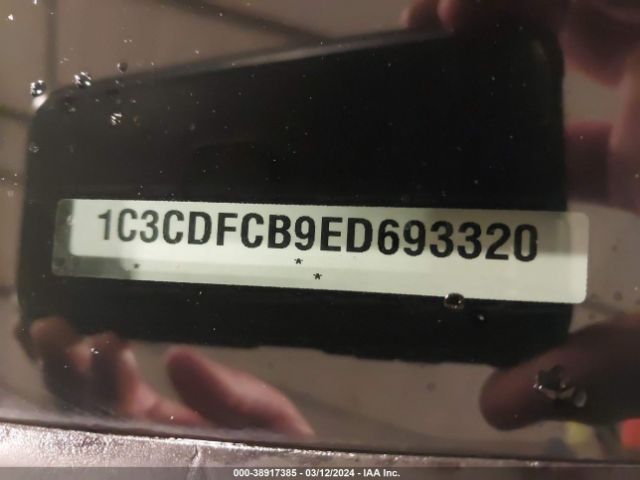 1C3CDFCB9ED693320
* *
*
000-38917385 - 03/12/2024 - IAA Inc.